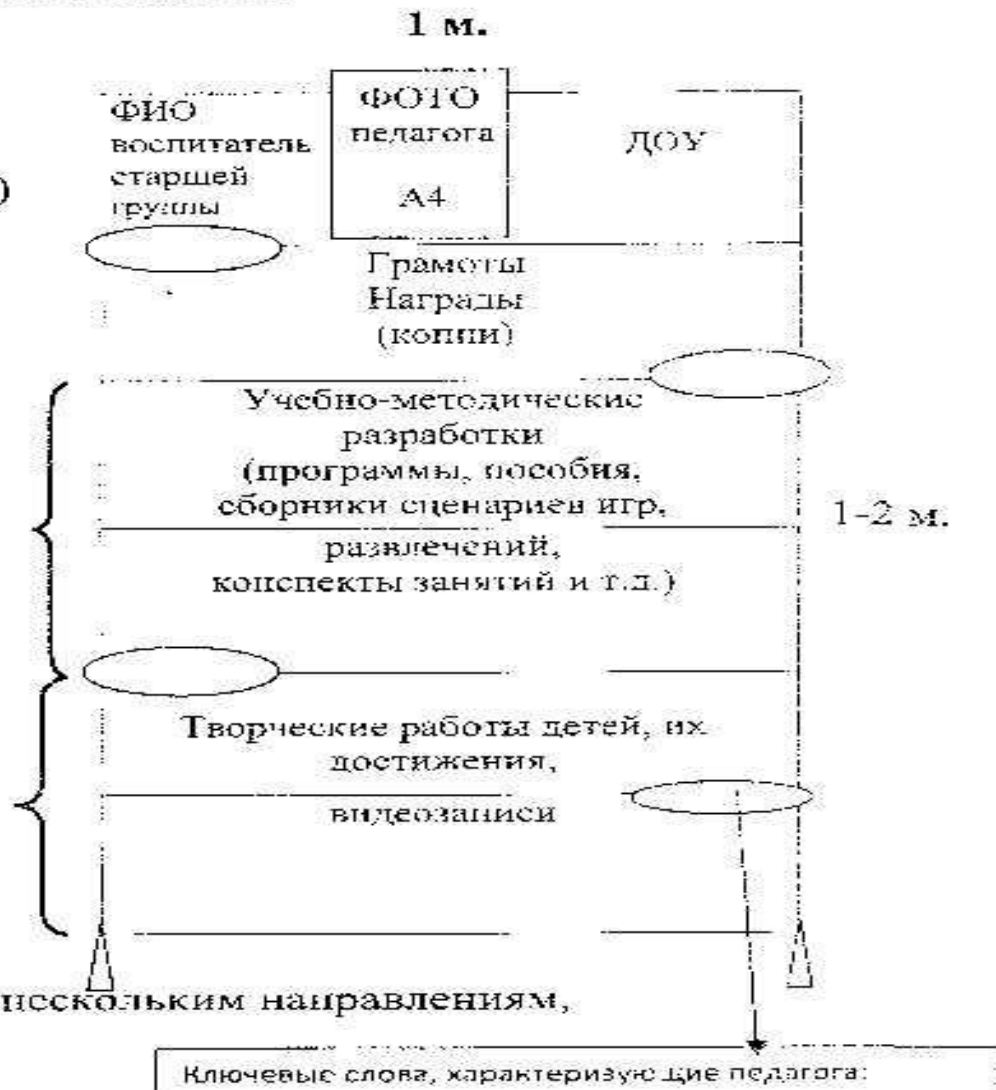 1 м.
ФИО
воспитатель
старшей
группы
ФОТО
педагога
А4
ДОУ
)
Грамоты
Награды
(копии)
Учебно-методические
разработки
(программы, пособия,
сборники сценариев игр,
развлечений,
конспекты занятий и т.д.)
1-2 м.
Творческие работы детей, их
достижения,
видеозаписи
нескольким направлениям,
Ключевые слова, характеризующие педагога: